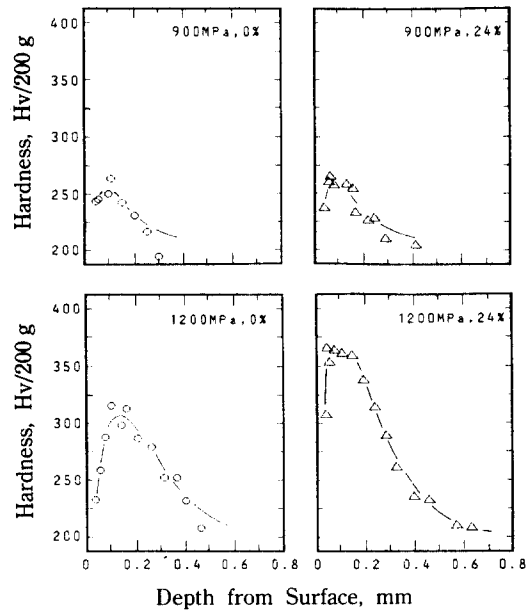 900MPa,0%
900MPa,24%
Hardness, Hv/200 g
400
350
300
250
200
1200MPa,0%
1200MPa,24%
Hardness, Hv/200 g
400
350
300
250
200
0 0.2 0.4 0.6 0.8
0 0.2 0.4 0.6 0.8
Depth from Surface, mm